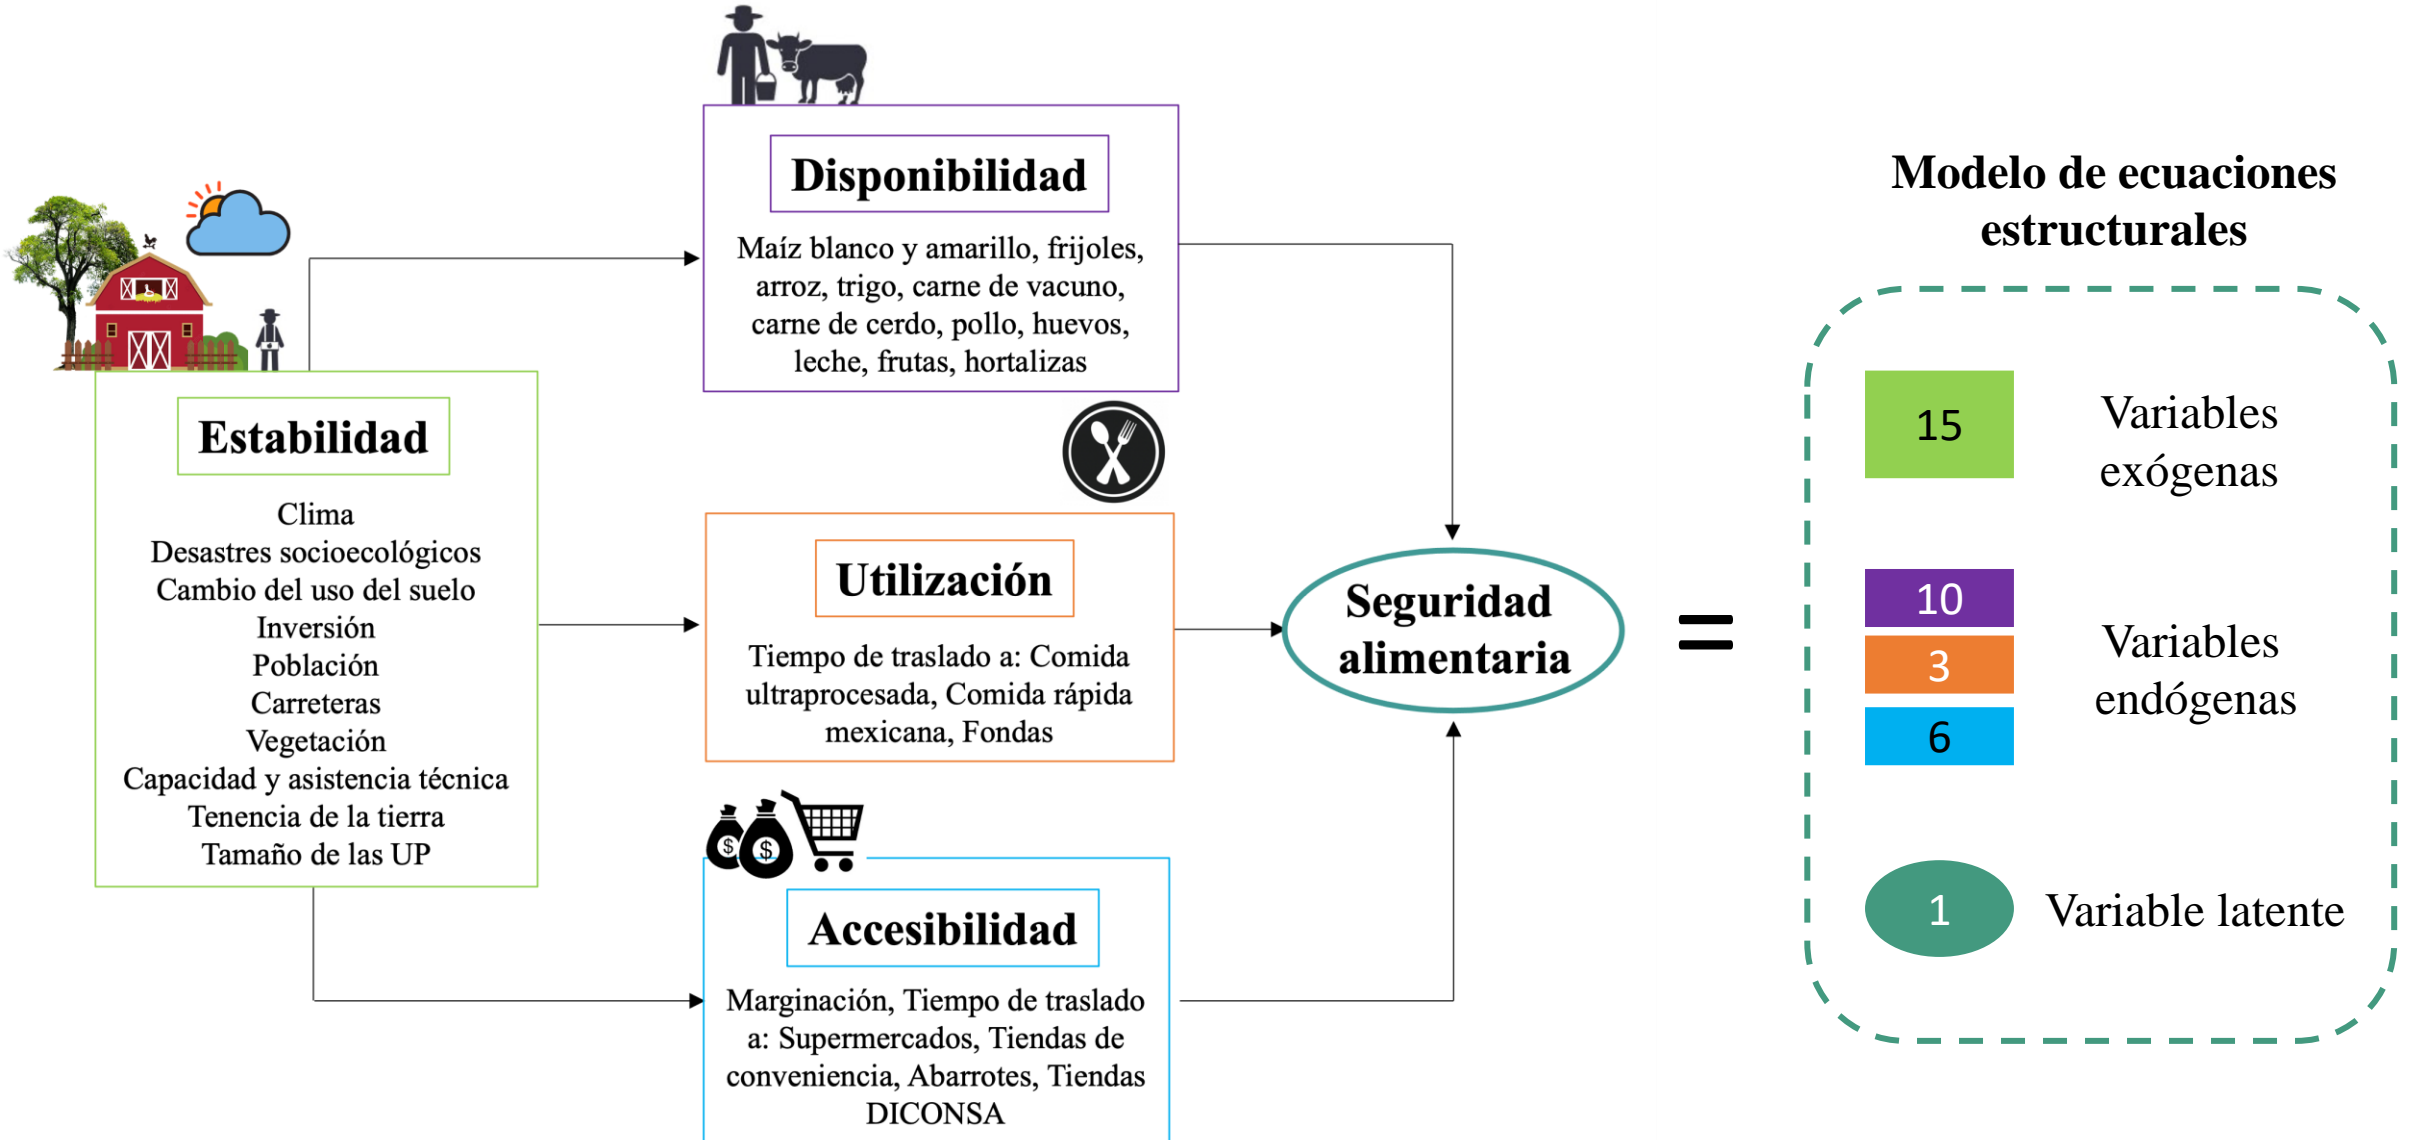 Disponibilidad
Maíz blanco y amarillo, frijoles,
arroz, trigo, carne de vacuno,
carne de cerdo, pollo, huevos,
leche, frutas, hortalizas
Estabilidad
Clima
Desastres socioecológicos
Cambio del uso del suelo
Inversión
Población
Carreteras
Vegetación
Capacidad y asistencia técnica
Tenencia de la tierra
Tamaño de las UP
Utilización
Tiempo de traslado a: Comida
ultraprocesada, Comida rápida
mexicana, Fondas
$ $
Accesibilidad
Marginación, Tiempo de traslado
a: Supermercados, Tiendas de
conveniencia, Abarrotes, Tiendas
DICONSA
Seguridad
alimentaria
=
Modelo de ecuaciones
estructurales
15
Variables
exógenas
10
3
6
Variables
endógenas
1
Variable latente